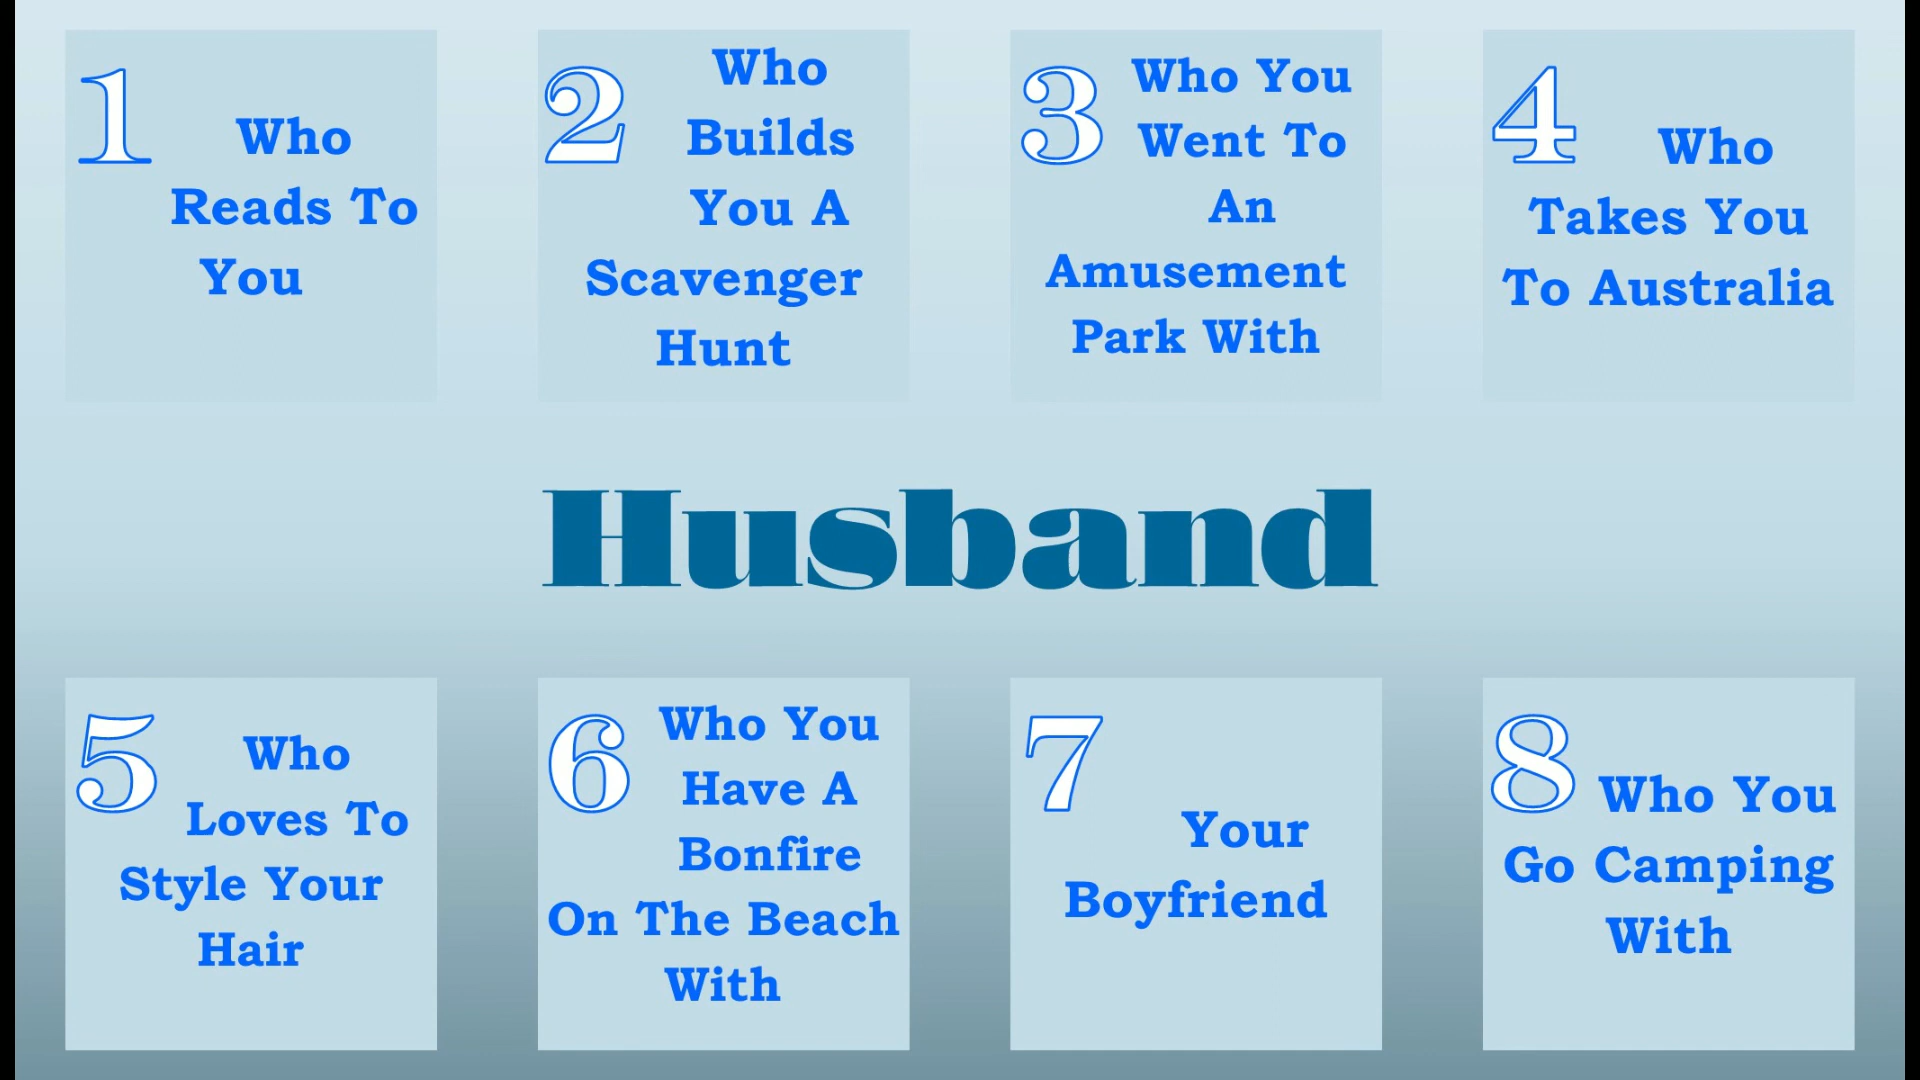 1
Who
Reads To
You
2
Who
Builds
You A
Scavenger
Hunt
3
Who You
Went To
An
Amusement
Park With
4
Who
Takes You
To Australia
Husband
5
Who
Loves To
Style Your
Hair
6
Who You
Have A
Bonfire
On The Beach
With
7
Your
Boyfriend
8
Who You
Go Camping
With